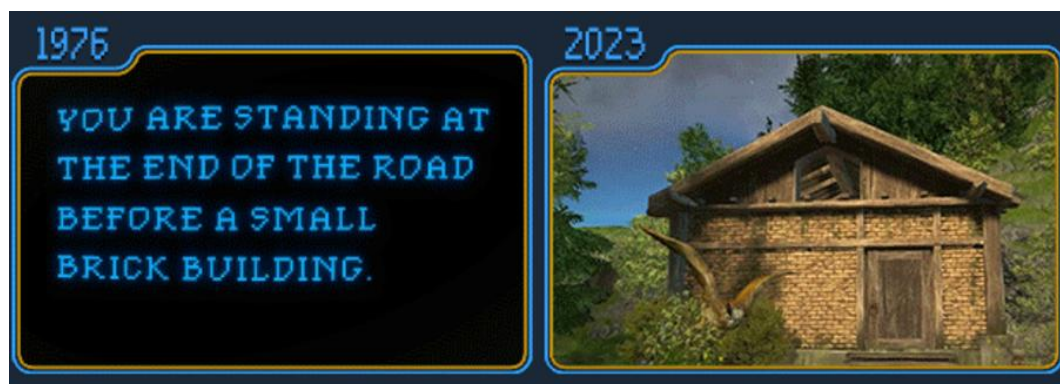 1976
YOU ARE STANDING AT
THE END OF THE ROAD
BEFORE A SMALL
BRICK BUILDING.
2023